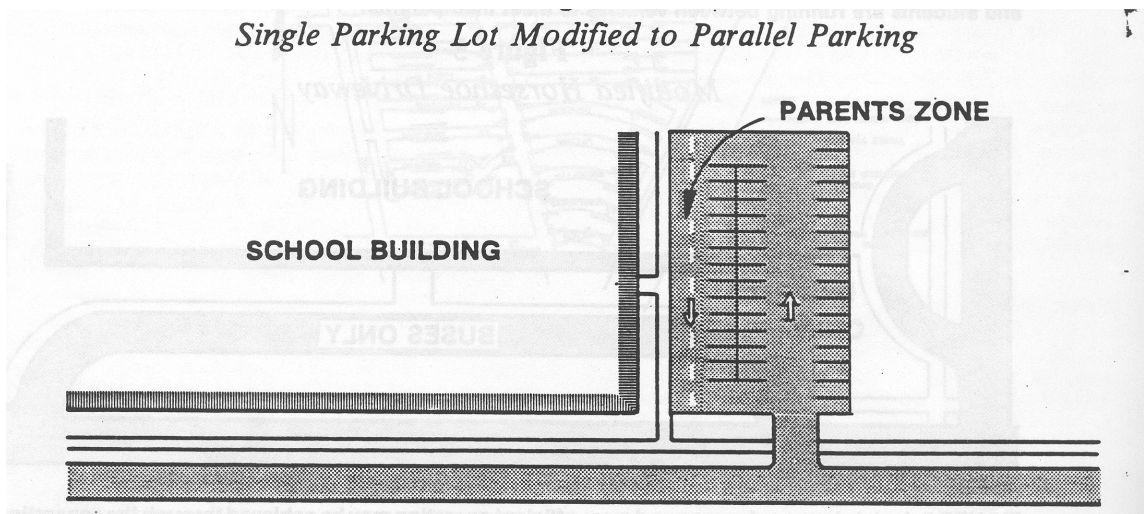 Single Parking Lot Modified to Parallel Parking
PARENTS ZONE
SCHOOL BUILDING